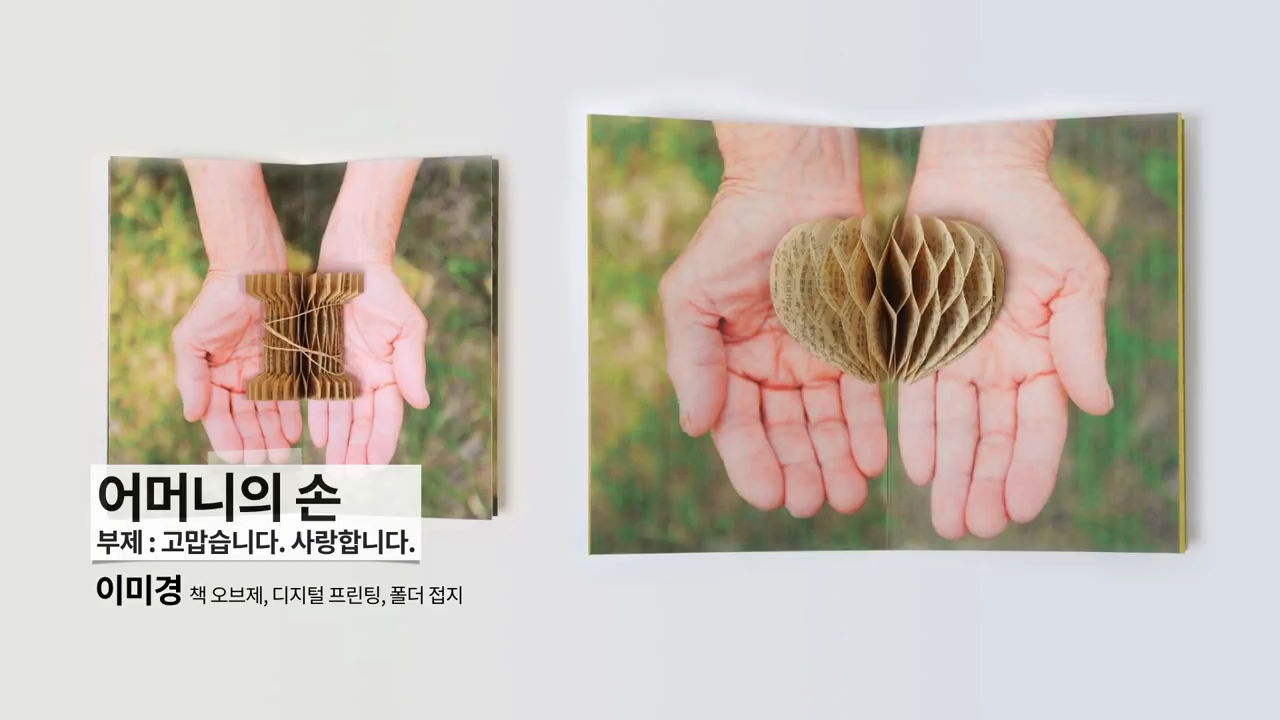 어머니의 손
부제 : 고맙습니다. 사랑합니다.
이미경 책 오브제, 디지털 프린팅, 폴더 접지